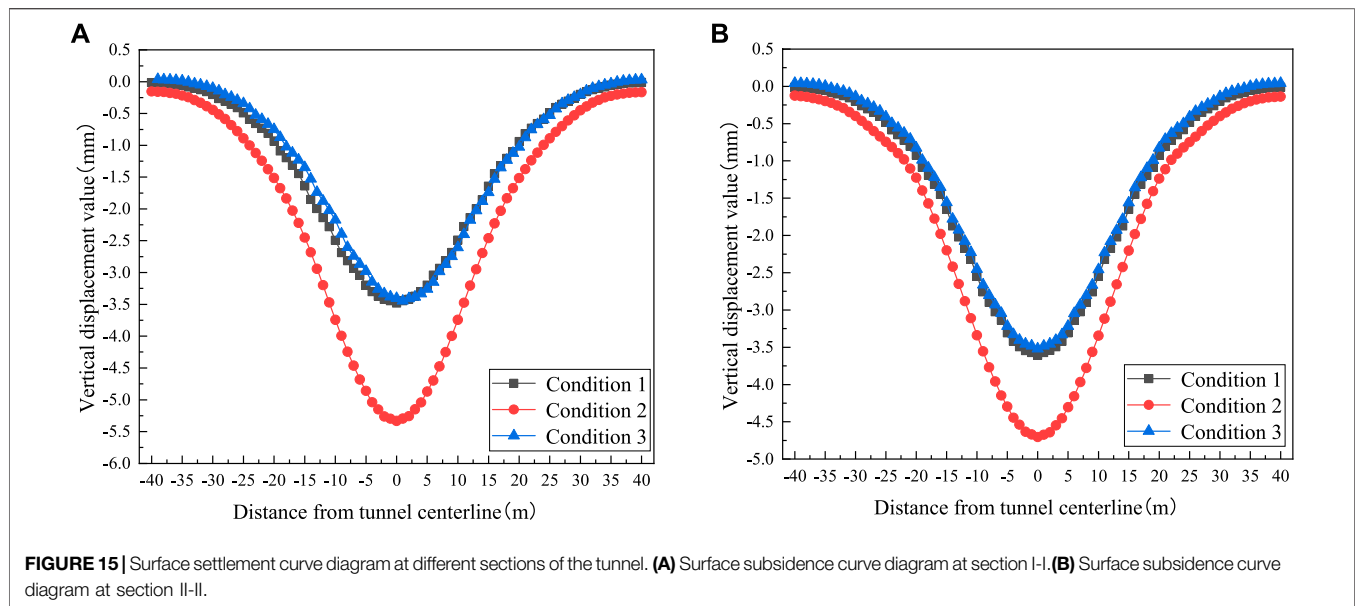 A
Vertical displacement value (mm)
0.5
0.0
-0.5
-1.0
-1.5
-2.0
-2.5
-3.0
-3.5
-4.0
-4.5
-5.0
-5.5
-6.0
-40 -35 -30 -25 -20 -15 -10 -5 0 5 10 15 20 25 30 35 40
Distance from tunnel centerline (m)
Condition 1
Condition 2
Condition 3
B
Vertical displacement value (mm)
0.5
0.0
-0.5
-1.0
-1.5
-2.0
-2.5
-3.0
-3.5
-4.0
-4.5
-5.0
-40 -35 -30 -25 -20 -15 -10 -5 0 5 10 15 20 25 30 35 40
Distance from tunnel centerline (m)
Condition 1
Condition 2
Condition 3
FIGURE 15 | Surface settlement curve diagram at different sections of the tunnel. (A) Surface subsidence curve diagram at section I-I.(B) Surface subsidence curve
diagram at section II-II.